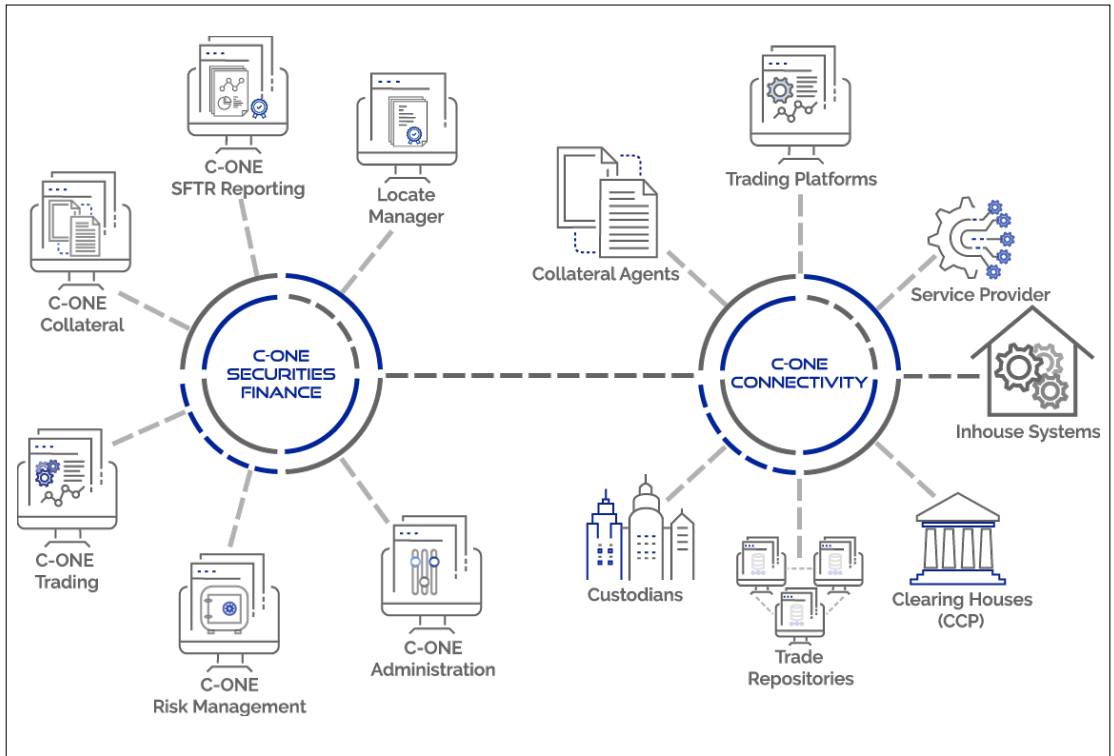 C-ONE
SFTR Reporting
Locate
Manager
C-ONE
Collateral
C-ONE
SECURITIES
FINANCE
C-ONE
Trading
C-ONE
Risk Management
C-ONE
Administration
Trading Platforms
Collateral Agents
Service Provider
C-ONE
CONNECTIVITY
Inhouse Systems
Custodians
Trade
Repositories
Clearing Houses
(CCP)